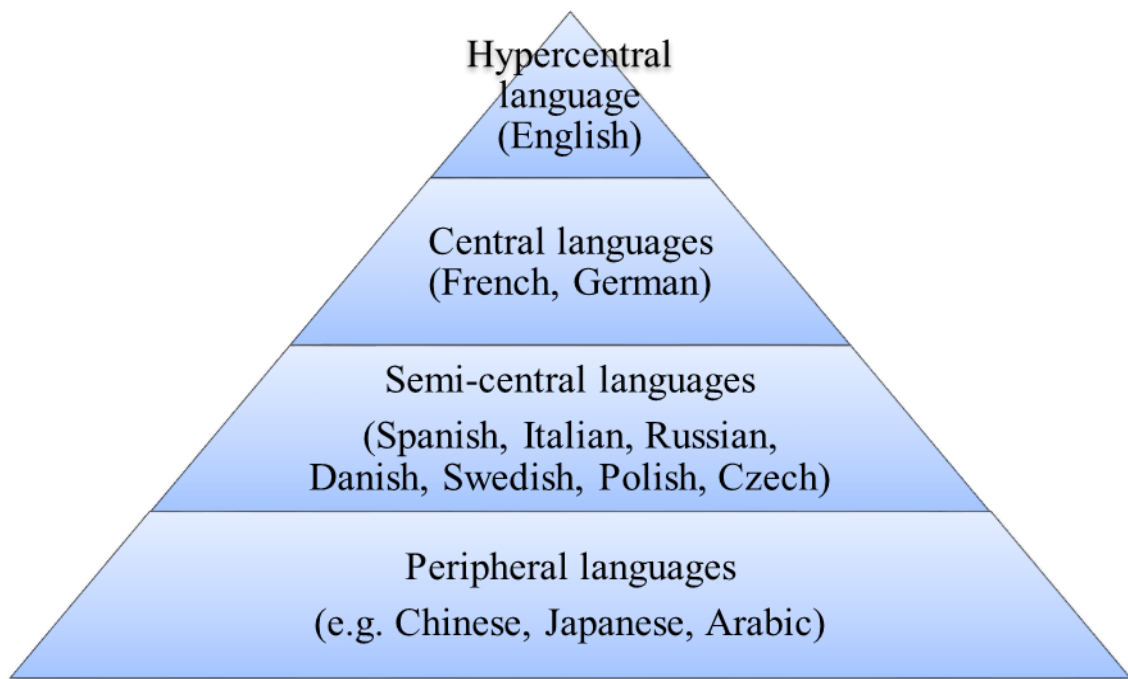 Hypercentral
language
(English)
Central languages
(French, German)
Semi-central languages
(Spanish, Italian, Russian,
Danish, Swedish, Polish, Czech)
Peripheral languages
(e.g. Chinese, Japanese, Arabic)